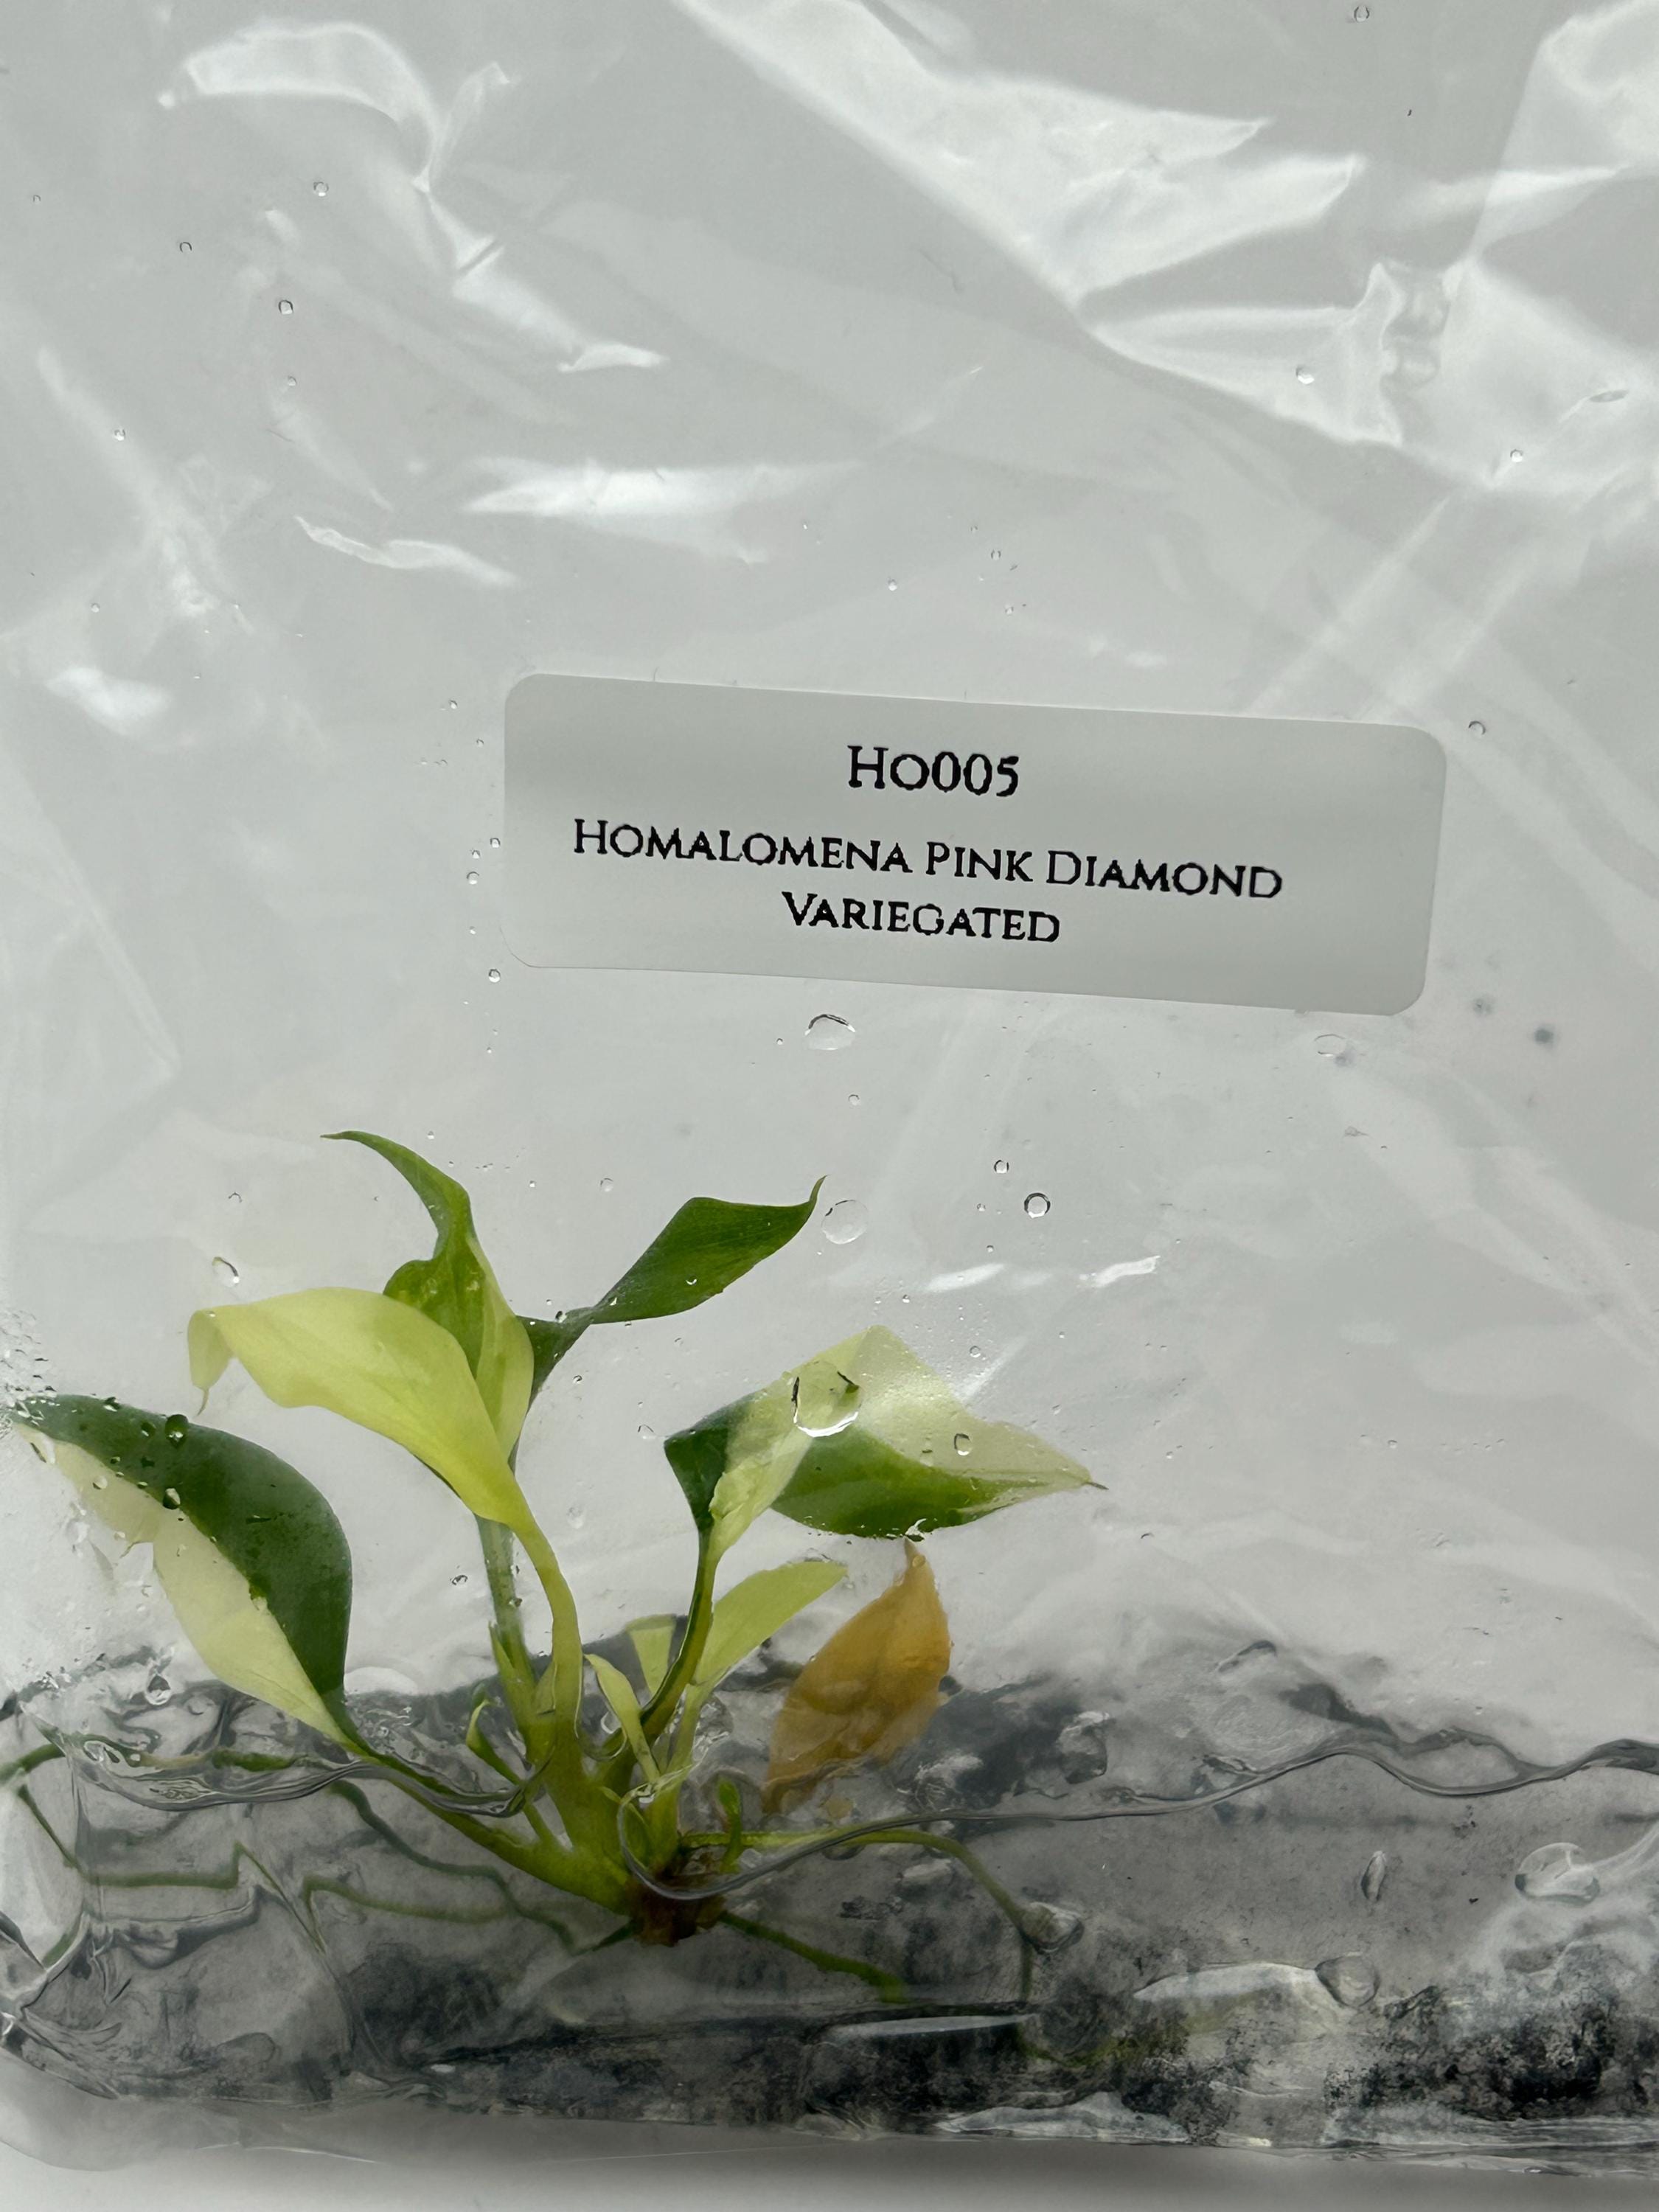 Ho005
Homalomena Pink Diamond
Variegated